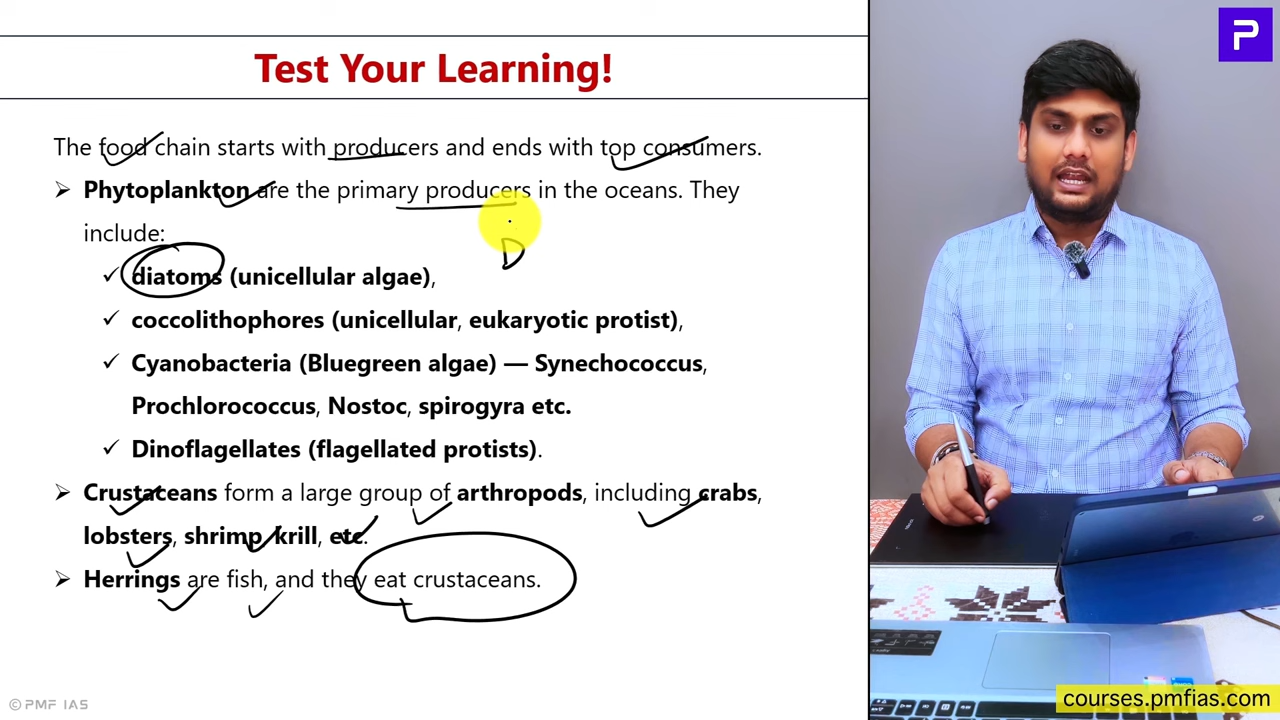 Test Your Learning!
The food chain starts with producers and ends with top consumers.
➢ Phytoplankton are the primary producers in the oceans. They
include:
✓ diatoms (unicellular algae),
✓ coccolithophores (unicellular, eukaryotic protist),
✓ Cyanobacteria (Bluegreen algae) — Synechococcus,
Prochlorococcus, Nostoc, spirogyra etc.
✓ Dinoflagellates (flagellated protists).
➢ Crustaceans form a large group of arthropods, including crabs,
lobsters, shrimp, krill, etc.
➢ Herrings are fish, and they eat crustaceans.
D
© PMF IAS
P
courses.pmfias.com